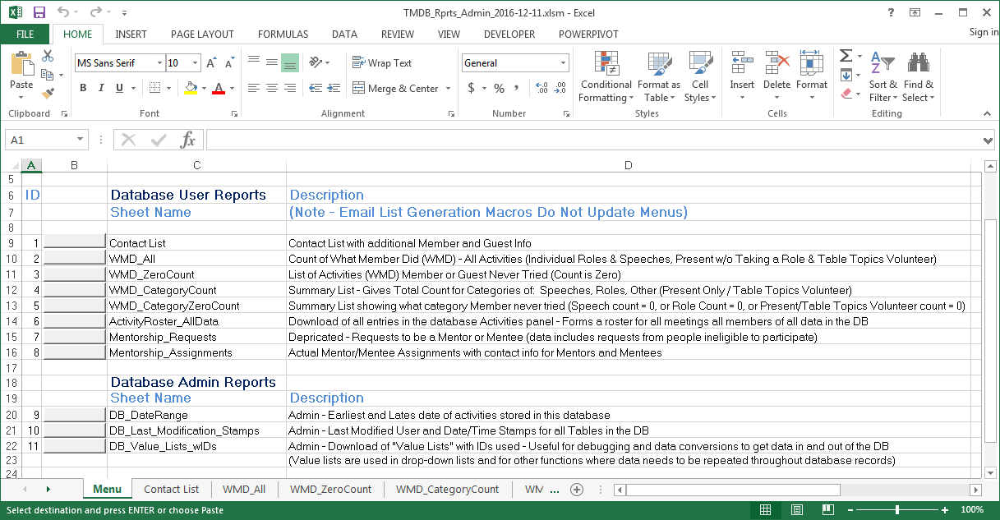 TMDB_Rprts_Admin_2016-12-11.xlsm - Excel
?
FILE HOME INSERT PAGE LAYOUT FORMULAS DATA REVIEW VIEW DEVELOPER POWERPIVOT Sign in
Paste
MS Sans Serif 10 A A
B I U A
Wrap Text
Merge & Center
General
$ % ,
Conditional Formatting
Format as Table
Cell Styles
Insert
Delete
Format
Sort & Filter
Find & Select
Clipboard Font Alignment Number Styles Cells Editing
A1 fx
A B C D
5
6 ID Database User Reports Description
7 Sheet Name (Note - Email List Generation Macros Do Not Update Menus)
8
9 1 Contact List Contact List with additional Member and Guest Info
10 2 WMD_All Count of What Member Did (WMD) - All Activities (Individual Roles & Speeches, Present w/o Taking a Role & Table Topics Volunteer)
11 3 WMD_ZeroCount List of Activities (WMD) Member or Guest Never Tried (Count is Zero)
12 4 WMD_CategoryCount Summary List - Gives Total Count for Categories of: Speeches, Roles, Other (Present Only / Table Topics Volunteer)
13 5 WMD_CategoryZeroCount Summary List showing what category Member never tried (Speech count = 0, or Role Count = 0, or Present/Table Topics Volunteer count = 0)
14 6 ActivityRoster_AllData Download of all entries in the database Activities panel - Forms a roster for all meetings all members of all data in the DB
15 7 Mentorship_Requests Depricated - Requests to be a Mentor or Mentee (data includes requests from people ineligible to participate)
16 8 Mentorship_Assignments Actual Mentor/Mentee Assignments with contact info for Mentors and Mentees
17
18 Database Admin Reports
19 Sheet Name Description
20 9 DB_DateRange Admin - Earliest and Lates date of activities stored in this database
21 10 DB_Last_Modification_Stamps Admin - Last Modified User and Date/Time Stamps for all Tables in the DB
22 11 DB_Value_Lists_wIDs Admin - Download of "Value Lists" with IDs used - Useful for debugging and data conversions to get data in and out of the DB
23 (Value lists are used in drop-down lists and for other functions where data needs to be repeated throughout database records)
24
Menu Contact List WMD_All WMD_ZeroCount WMD_CategoryCount WM ...
Select destination and press ENTER or choose Paste 100%